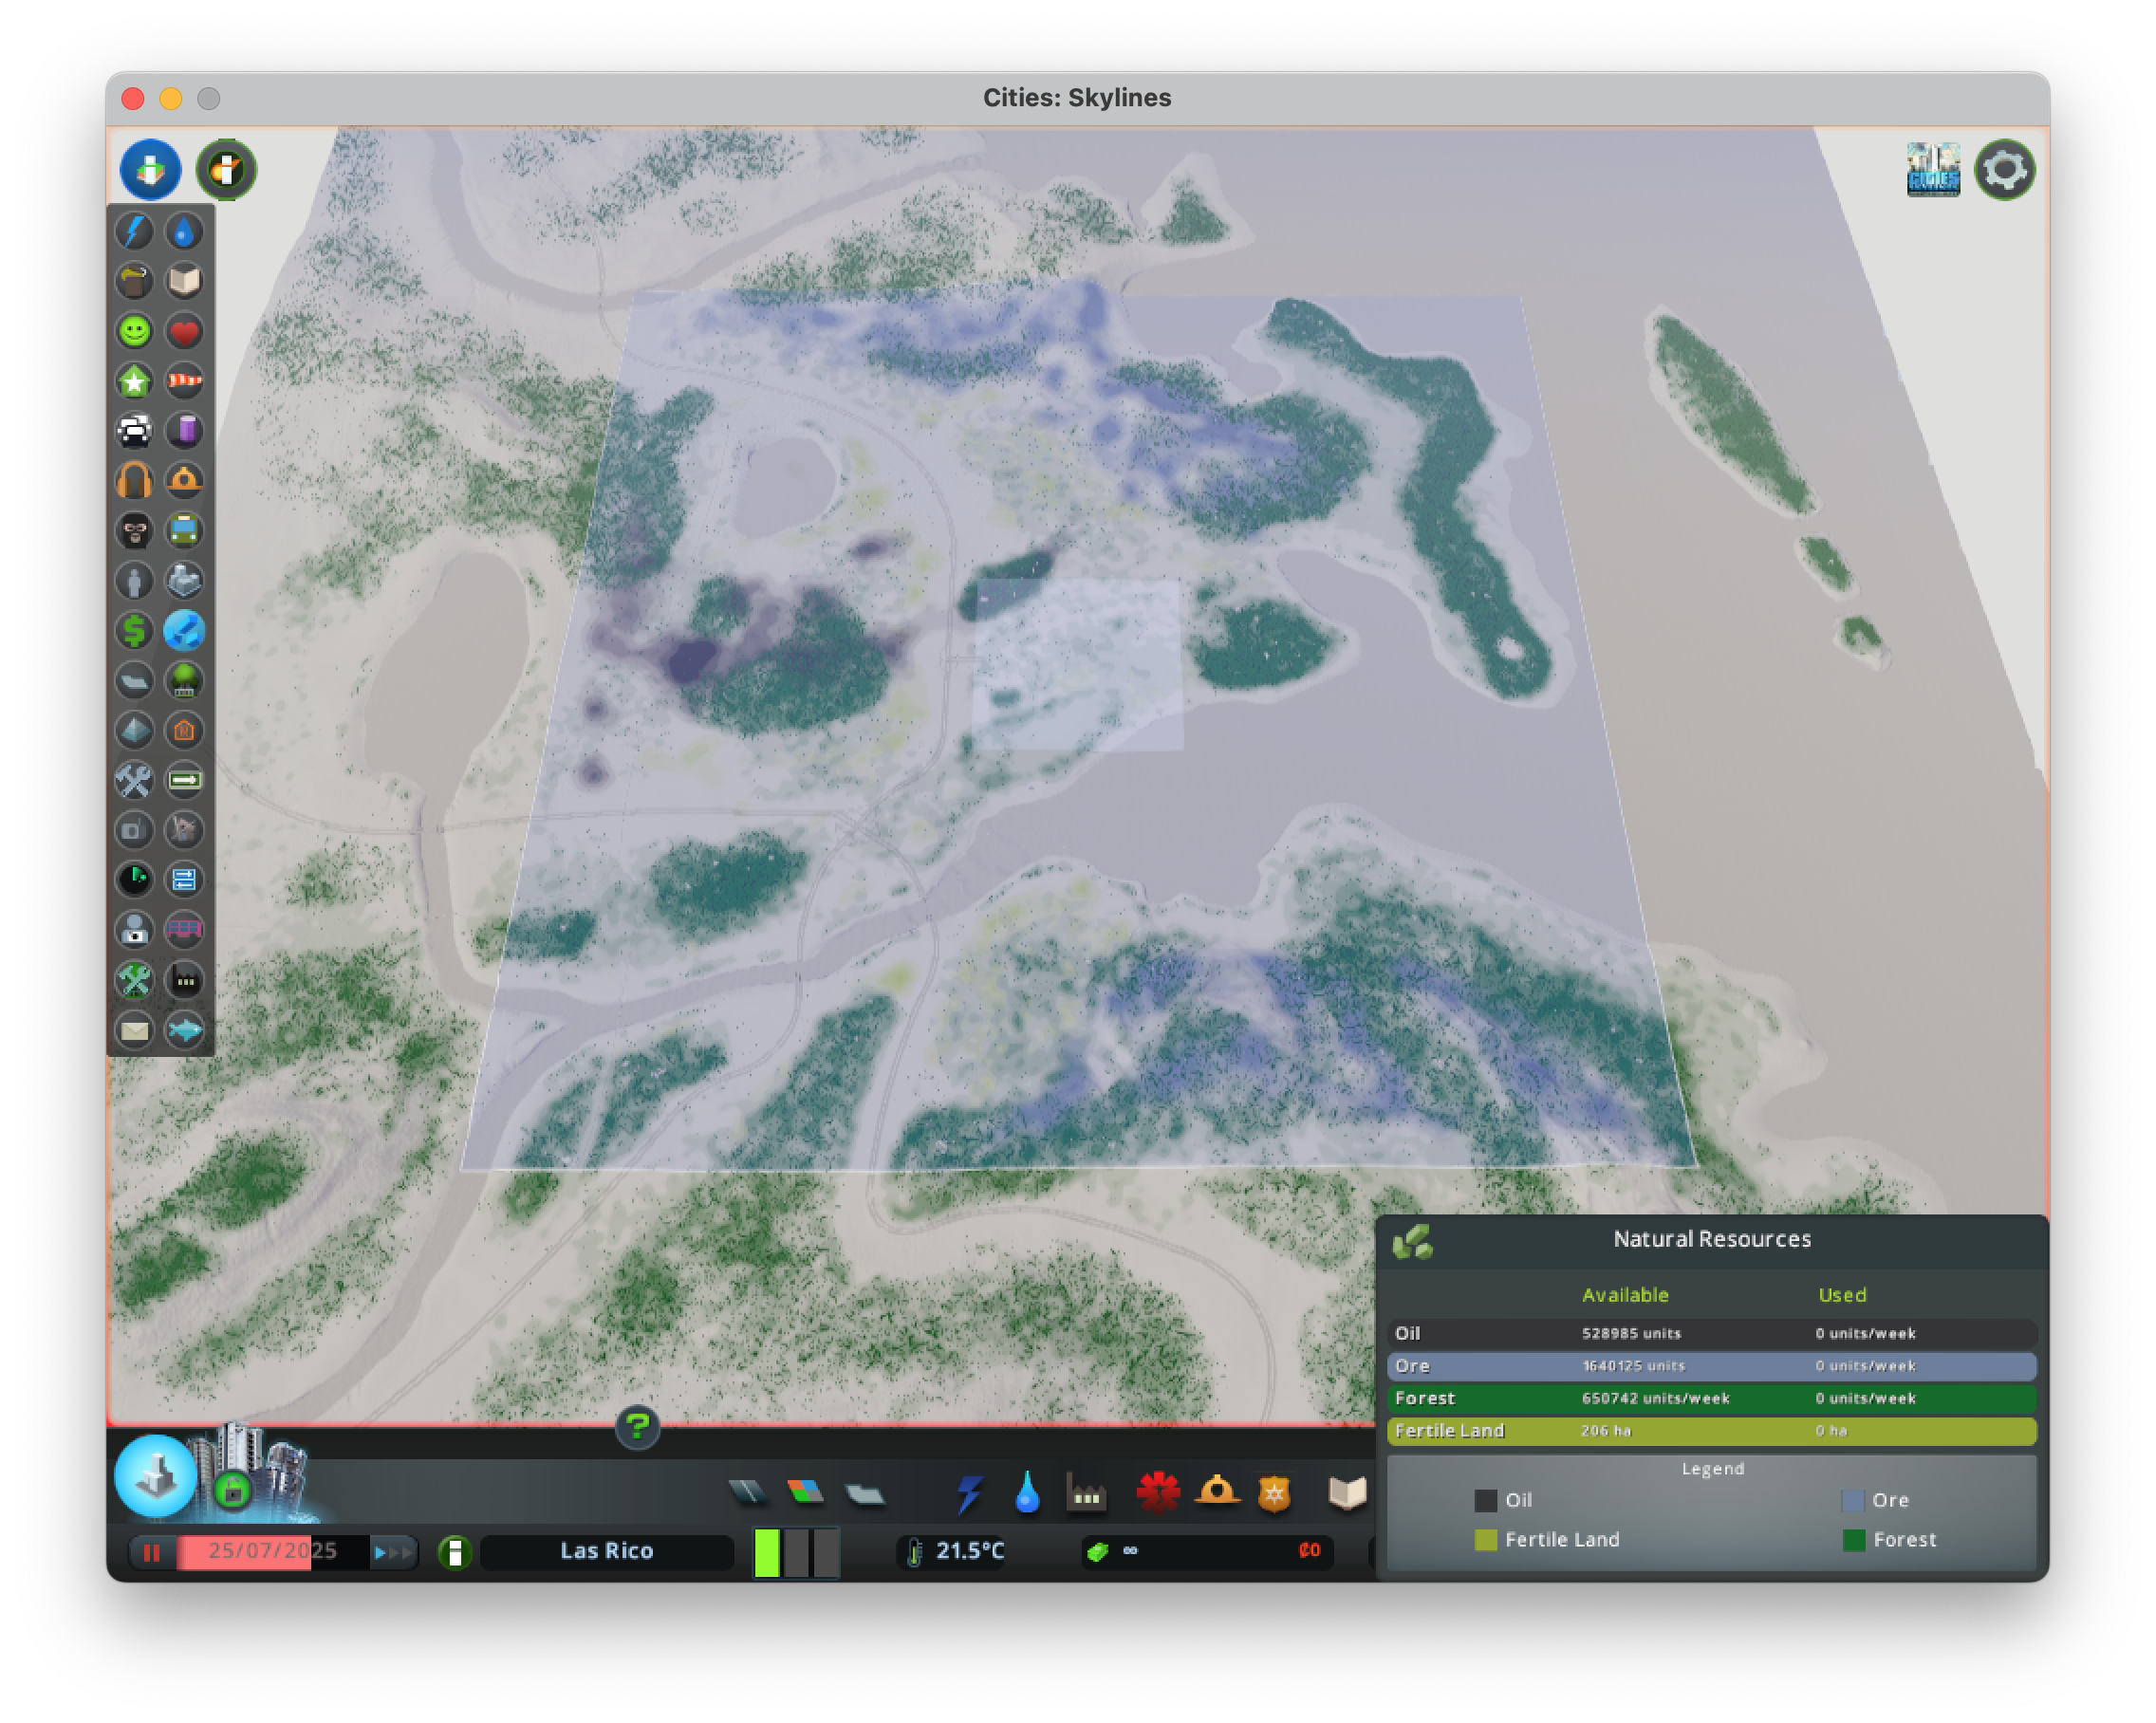 Cities: Skylines
CITIES
Natural Resources
Available Used
Oil 528985 units 0 units/week
Ore 1640125 units 0 units/week
Forest 650742 units/week 0 units/week
Fertile Land 206 ha 0 ha
Legend
Oil Ore
Fertile Land Forest
?
25/07/2025 Las Rico 21.5°C ∞ ₡0